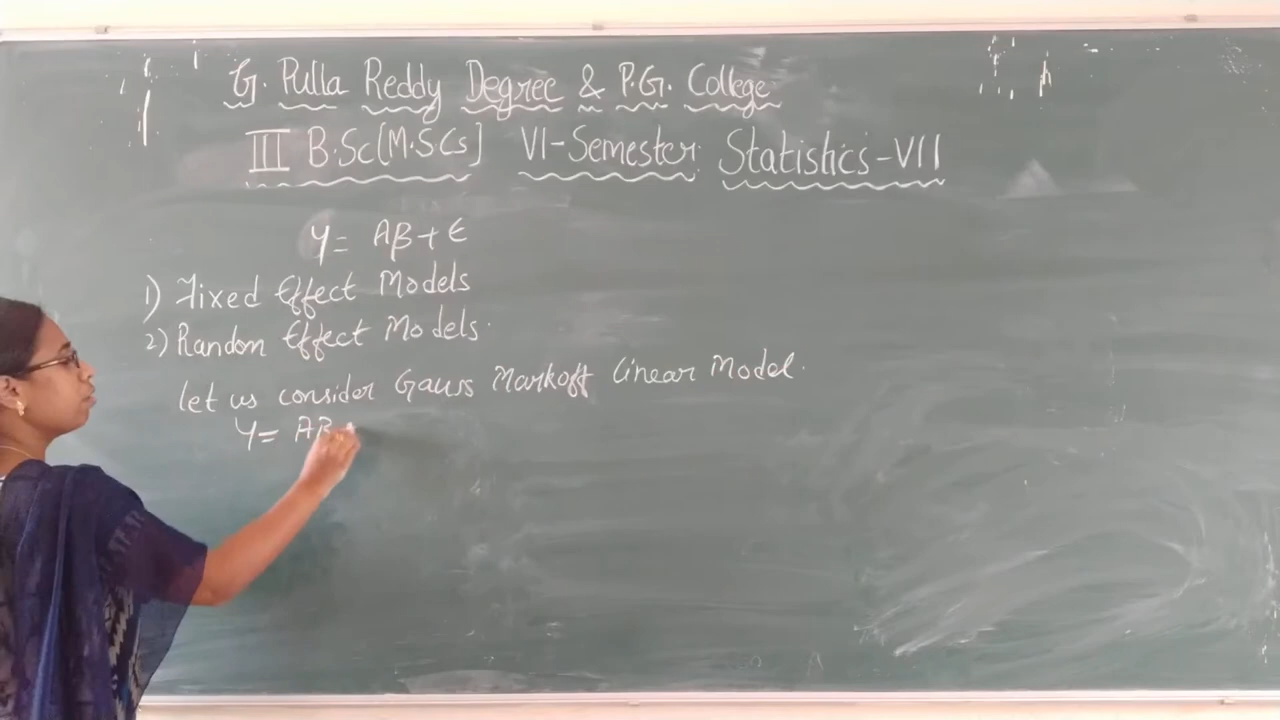 G. Pulla Reddy Degree & P.G. College
III B.Sc[M.SCs] VI-Semester Statistics-VII
Y = Aβ + ϵ
1) Fixed Effect Models
2) Random Effect Models.
Let us consider Gauss Markoff linear Model.
Y = Aβ